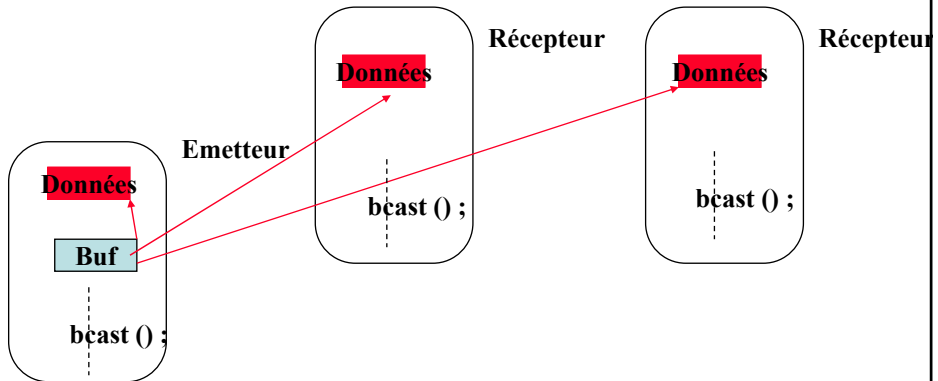 Récepteur
Récepteur
Données
Données
Emetteur
Données
bcast () ;
bcast () ;
Buf
bcast () ;